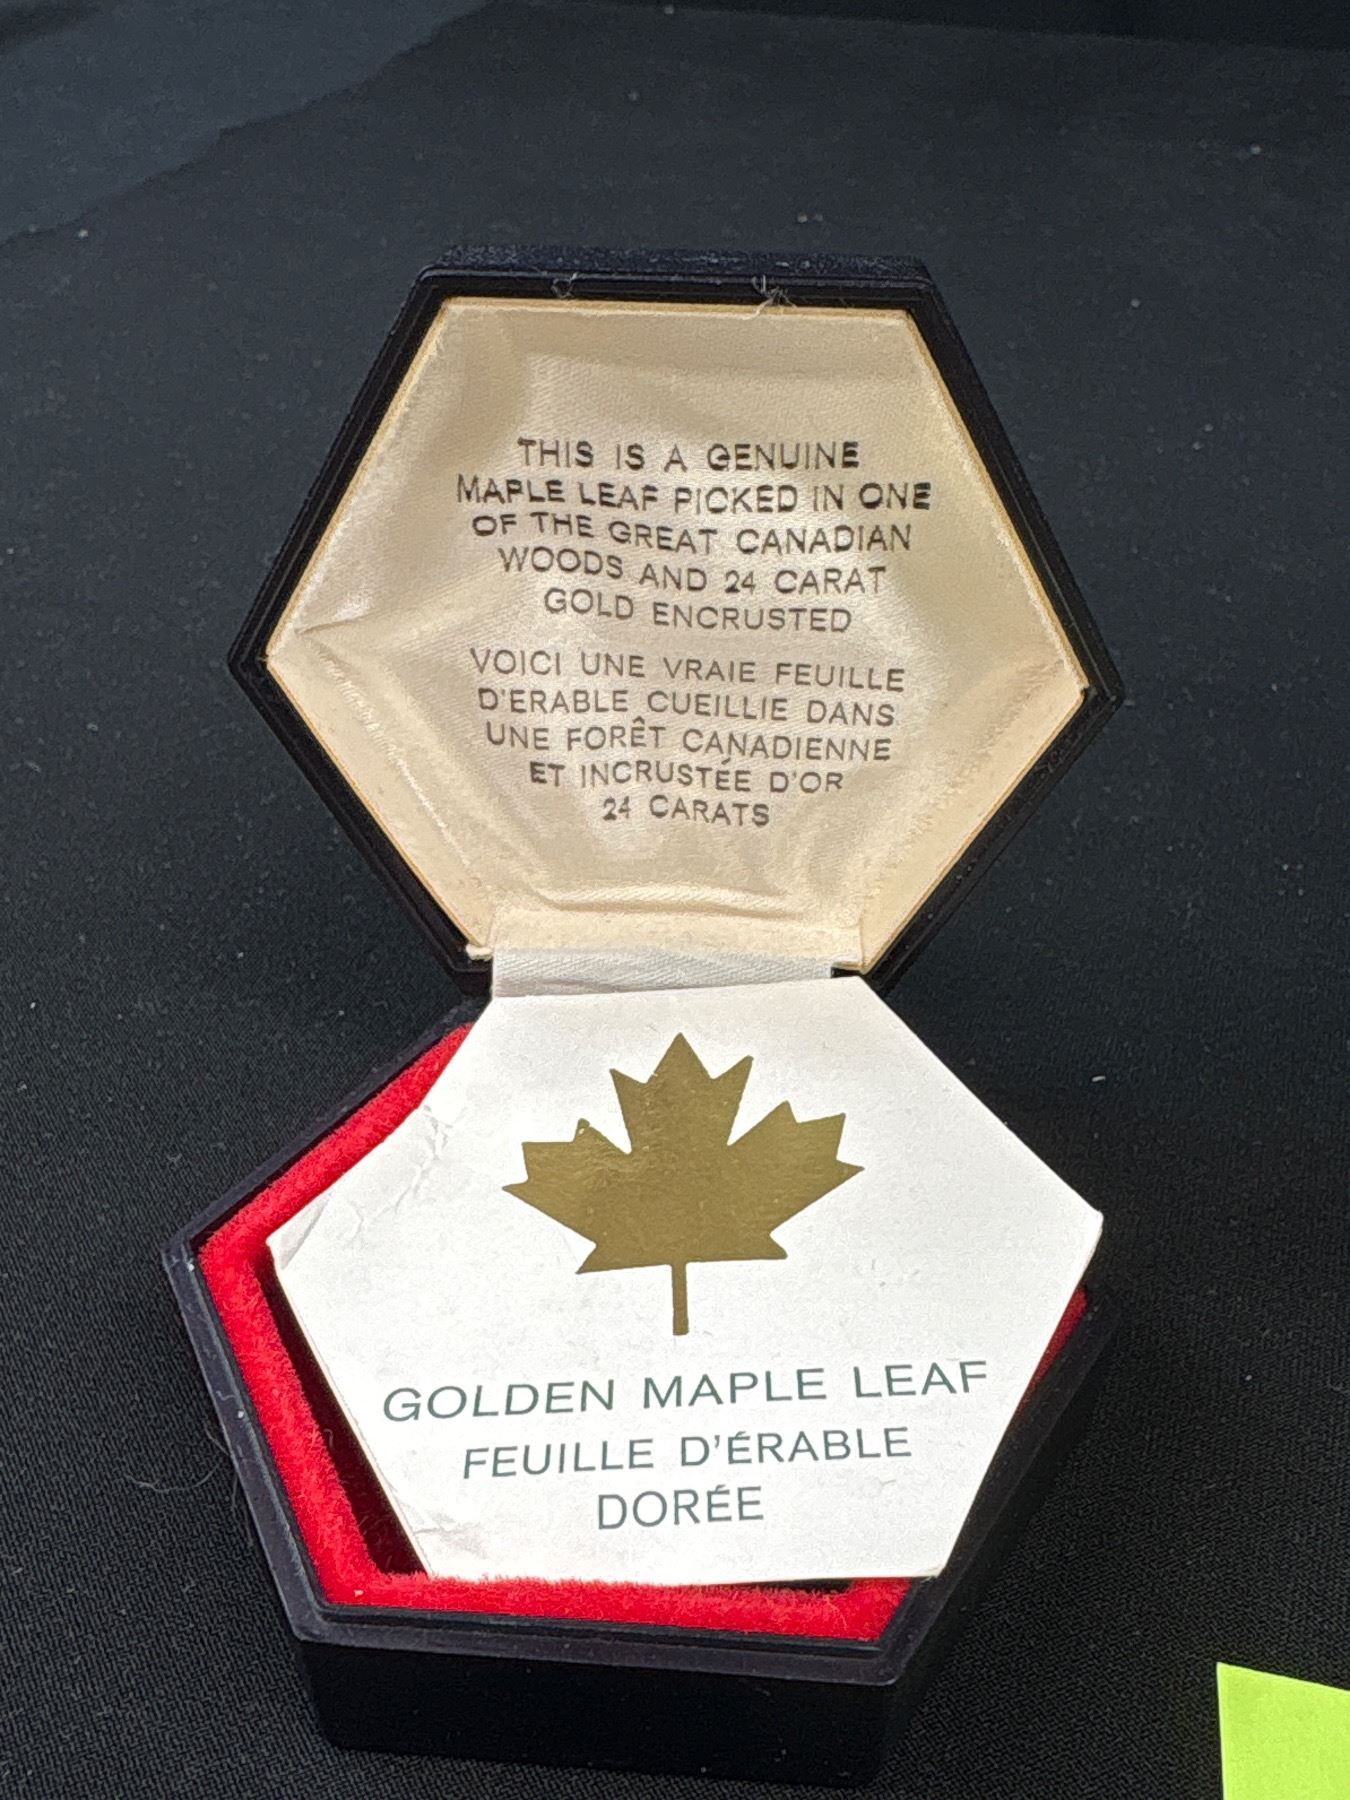 THIS IS A GENUINE
MAPLE LEAF PICKED IN ONE
OF THE GREAT CANADIAN
WOODS AND 24 CARAT
GOLD ENCRUSTED
VOICI UNE VRAIE FEUILLE
D'ERABLE CUEILLIE DANS
UNE FORÊT CANADIENNE
ET INCRUSTÉE D'OR
24 CARATS
GOLDEN MAPLE LEAF
FEUILLE D'ÉRABLE
DORÉE